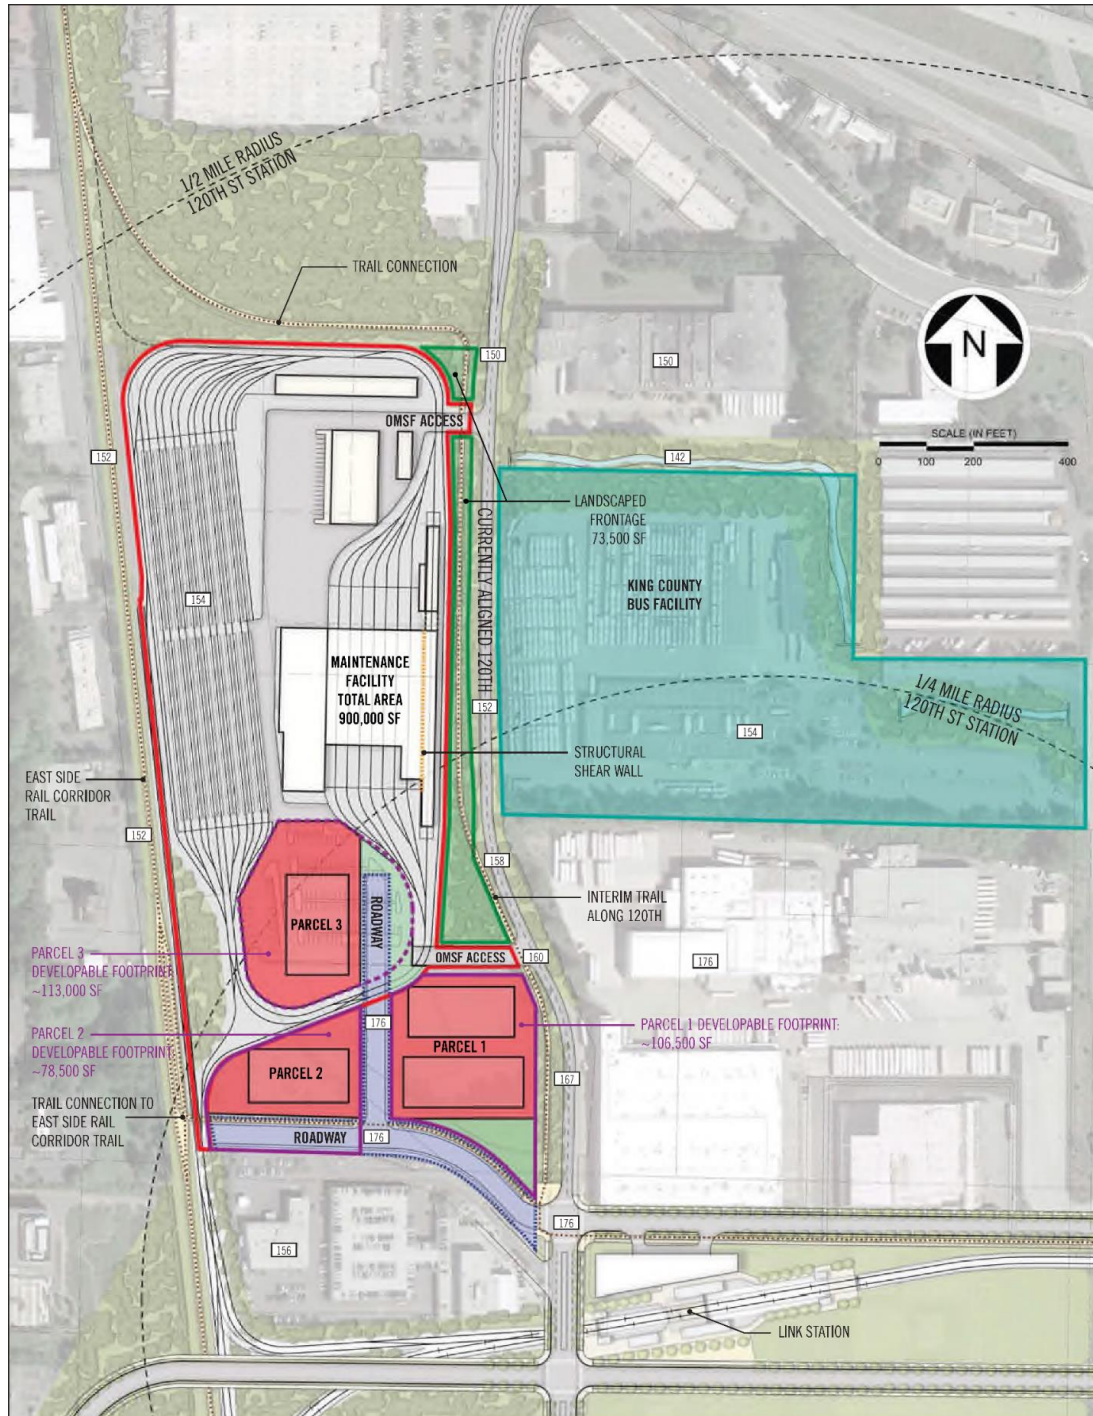 1/2 MILE RADIUS
120TH ST STATION
TRAIL CONNECTION
150
150
N
OMSF ACCESS
SCALE (IN FEET)
0 100 200 400
152
142
LANDSCAPED
FRONTAGE
73,500 SF
CURRENTLY ALIGNED 120TH
KING COUNTY
BUS FACILITY
154
MAINTENANCE
FACILITY
TOTAL AREA
900,000 SF
1/4 MILE RADIUS
120TH ST STATION
152
154
STRUCTURAL
SHEAR WALL
EAST SIDE
RAIL CORRIDOR
TRAIL
152
158
INTERIM TRAIL
ALONG 120TH
PARCEL 3
ROADWAY
PARCEL 3
DEVELOPABLE FOOTPRINT:
~113,000 SF
OMSF ACCESS
160
176
PARCEL 2
DEVELOPABLE FOOTPRINT:
~78,500 SF
176
PARCEL 1
PARCEL 1 DEVELOPABLE FOOTPRINT:
~106,500 SF
PARCEL 2
167
TRAIL CONNECTION TO
EAST SIDE RAIL
CORRIDOR TRAIL
ROADWAY
176
176
156
LINK STATION